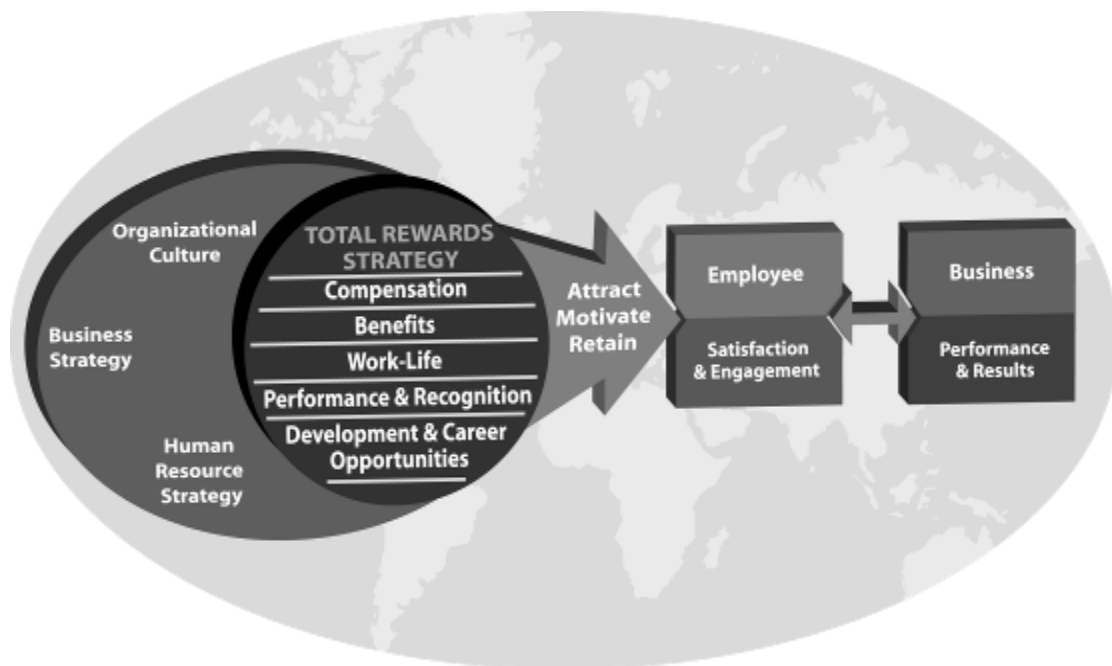 Organizational
Culture
Business
Strategy
Human
Resource
Strategy
TOTAL REWARDS
STRATEGY
Compensation
Benefits
Work-Life
Performance & Recognition
Development & Career
Opportunities
Attract
Motivate
Retain
Employee
Satisfaction
& Engagement
Business
Performance
& Results